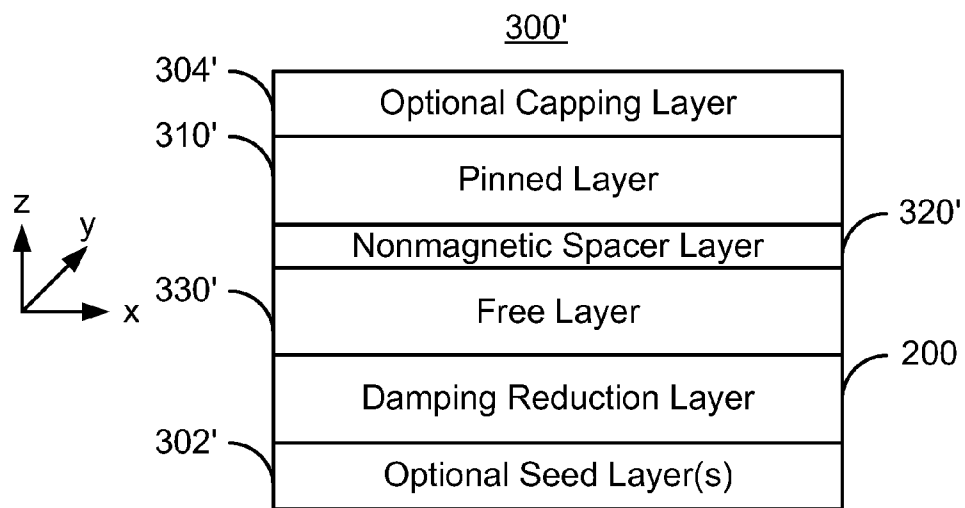 300'
304'
Optional Capping Layer
310'
Pinned Layer
320'
Nonmagnetic Spacer Layer
z
y
x
330'
Free Layer
200
Damping Reduction Layer
302'
Optional Seed Layer(s)